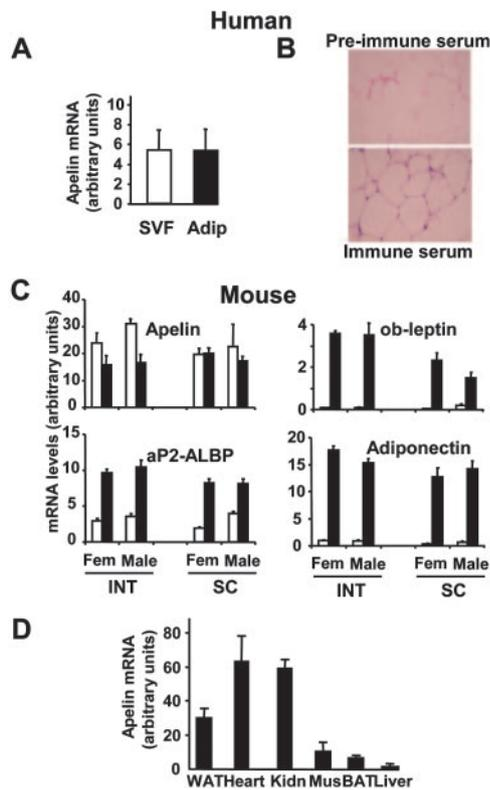 Human
A
B
Pre-immune serum
Immune serum
Apelin mRNA
(arbitrary units)
10
8
6
4
2
0
SVF Adip
C
Mouse
mRNA levels (arbitrary units)
Apelin
40
30
20
10
0
ob-leptin
4
2
0
aP2-ALBP
15
10
5
0
Fem Male Fem Male
INT SC
Adiponectin
20
15
10
5
0
Fem Male Fem Male
INT SC
D
Apelin mRNA
(arbitrary units)
80
60
40
20
0
WAT Heart Kidn Mus BAT Liver